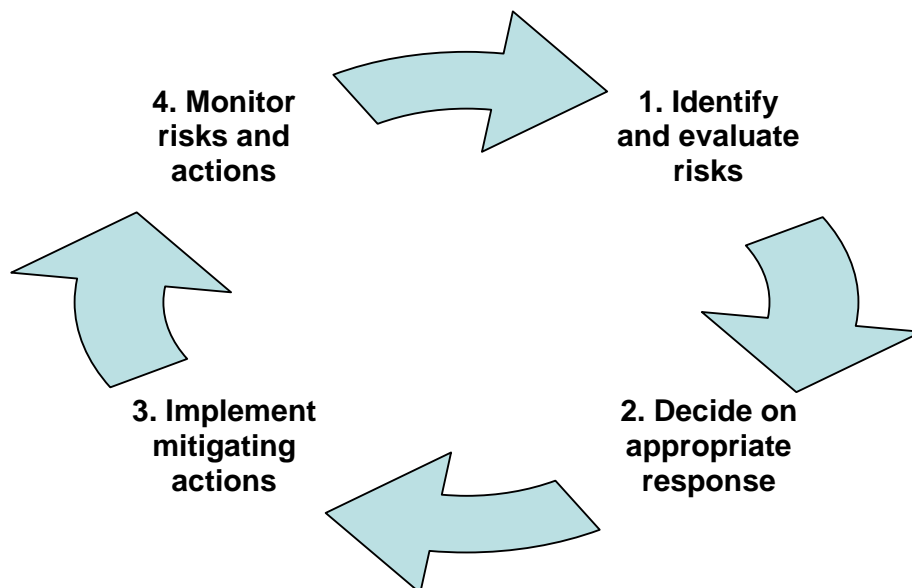 1. Identify
and evaluate
risks
2. Decide on
appropriate
response
3. Implement
mitigating
actions
4. Monitor
risks and
actions